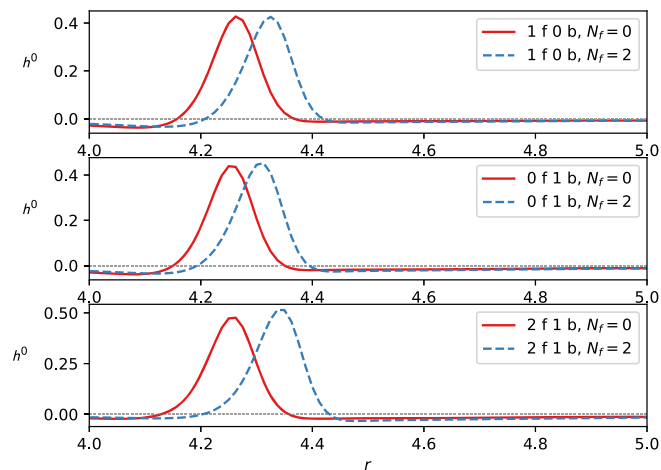 0.4
0.2
0.0
h⁰
1 f 0 b, N_f = 0
1 f 0 b, N_f = 2
4.0 4.2 4.4 4.6 4.8 5.0
0.4
0.2
0.0
h⁰
0 f 1 b, N_f = 0
0 f 1 b, N_f = 2
4.0 4.2 4.4 4.6 4.8 5.0
0.50
0.25
0.00
h⁰
2 f 1 b, N_f = 0
2 f 1 b, N_f = 2
4.0 4.2 4.4 4.6 4.8 5.0
r